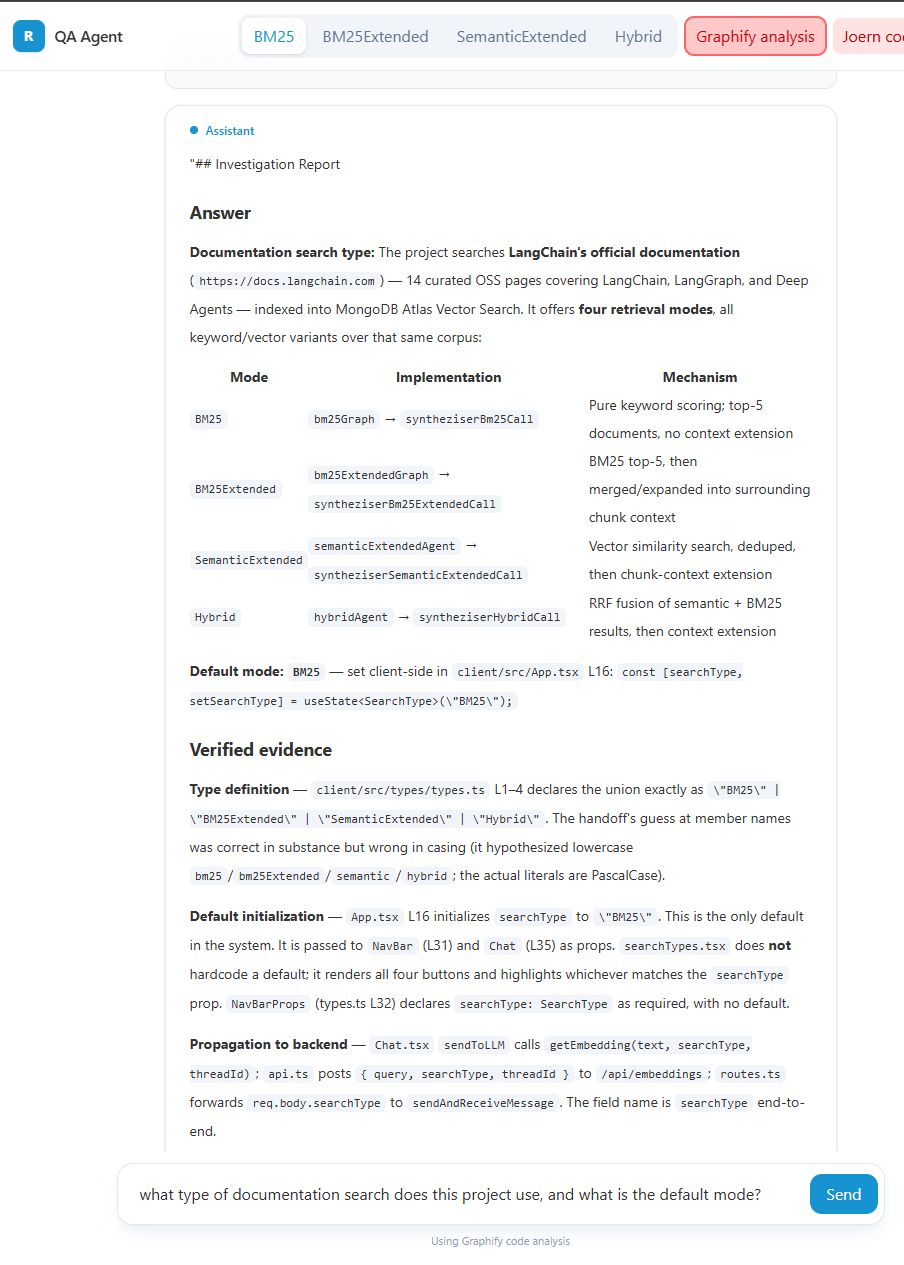 R QA Agent BM25 BM25Extended SemanticExtended Hybrid Graphify analysis Joern co
Assistant
"## Investigation Report
Answer
Documentation search type: The project searches LangChain's official documentation
( https://docs.langchain.com ) — 14 curated OSS pages covering LangChain, LangGraph, and Deep
Agents — indexed into MongoDB Atlas Vector Search. It offers four retrieval modes, all
keyword/vector variants over that same corpus:
Mode Implementation Mechanism
BM25 bm25Graph → syntheziserBm25Call Pure keyword scoring; top-5
documents, no context extension
BM25Extended bm25ExtendedGraph → BM25 top-5, then
syntheziserBm25ExtendedCall merged/expanded into surrounding
chunk context
SemanticExtended semanticExtendedAgent → Vector similarity search, deduped,
syntheziserSemanticExtendedCall then chunk-context extension
Hybrid hybridAgent → syntheziserHybridCall RRF fusion of semantic + BM25
results, then context extension
Default mode: BM25 — set client-side in client/src/App.tsx L16: const [searchType,
setSearchType] = useState<SearchType>(\"BM25\");
Verified evidence
Type definition — client/src/types/types.ts L1–4 declares the union exactly as \"BM25\" |
\"BM25Extended\" | \"SemanticExtended\" | \"Hybrid\" . The handoff's guess at member names
was correct in substance but wrong in casing (it hypothesized lowercase
bm25 / bm25Extended / semantic / hybrid ; the actual literals are PascalCase).
Default initialization — App.tsx L16 initializes searchType to \"BM25\" . This is the only default
in the system. It is passed to NavBar (L31) and Chat (L35) as props. searchTypes.tsx does not
hardcode a default; it renders all four buttons and highlights whichever matches the searchType
prop. NavBarProps (types.ts L32) declares searchType: SearchType as required, with no default.
Propagation to backend — Chat.tsx sendToLLM calls getEmbedding(text, searchType,
threadId) ; api.ts posts { query, searchType, threadId } to /api/embeddings ; routes.ts
forwards req.body.searchType to sendAndReceiveMessage . The field name is searchType end-to-
end.
what type of documentation search does this project use, and what is the default mode? Send
Using Graphify code analysis